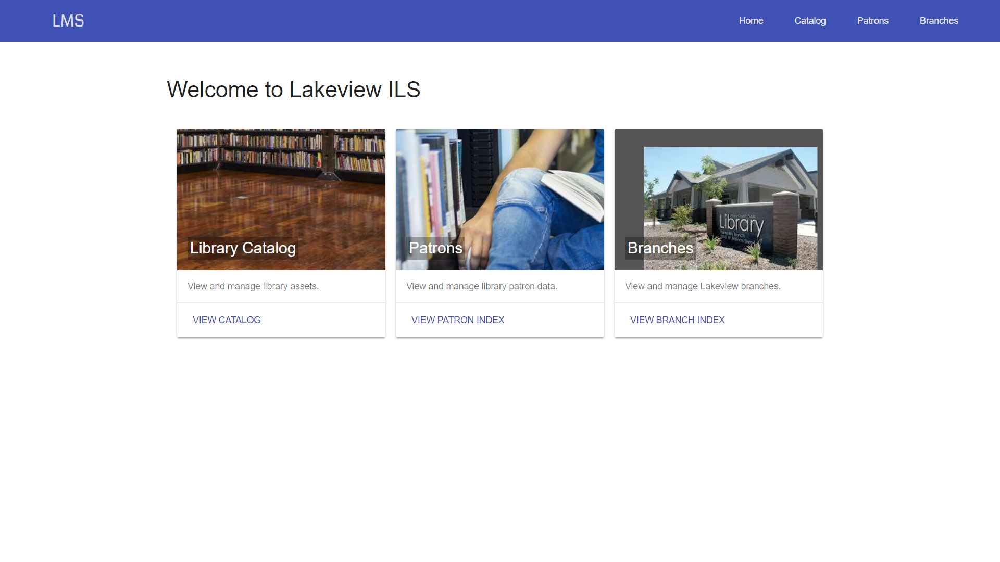 LMS
Home Catalog Patrons Branches
Welcome to Lakeview ILS
Library Catalog
View and manage library assets.
VIEW CATALOG
Patrons
View and manage library patron data.
VIEW PATRON INDEX
Library
Branch
Branches
View and manage Lakeview branches.
VIEW BRANCH INDEX